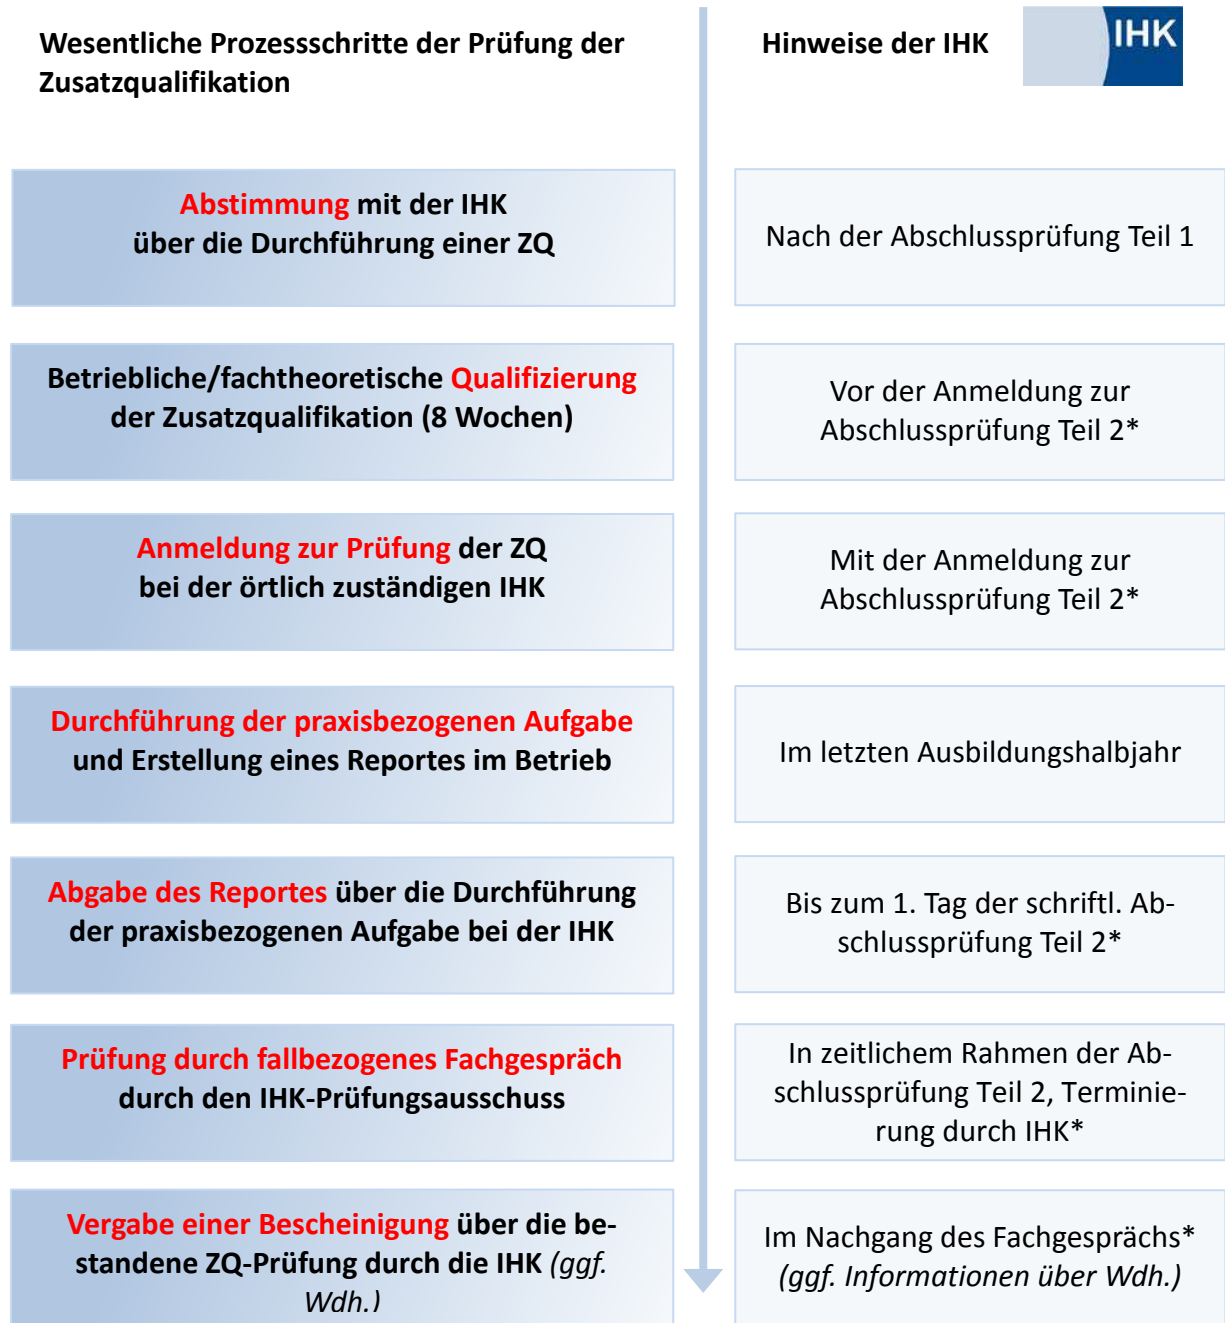 Wesentliche Prozessschritte der Prüfung der
Zusatzqualifikation
Hinweise der IHK
IHK
Abstimmung mit der IHK
über die Durchführung einer ZQ
Nach der Abschlussprüfung Teil 1
Betriebliche/fachtheoretische Qualifizierung
der Zusatzqualifikation (8 Wochen)
Vor der Anmeldung zur
Abschlussprüfung Teil 2*
Anmeldung zur Prüfung der ZQ
bei der örtlich zuständigen IHK
Mit der Anmeldung zur
Abschlussprüfung Teil 2*
Durchführung der praxisbezogenen Aufgabe
und Erstellung eines Reportes im Betrieb
Im letzten Ausbildungshalbjahr
Abgabe des Reportes über die Durchführung
der praxisbezogenen Aufgabe bei der IHK
Bis zum 1. Tag der schriftl. Ab-
schlussprüfung Teil 2*
Prüfung durch fallbezogenes Fachgespräch
durch den IHK-Prüfungsausschuss
In zeitlichem Rahmen der Ab-
schlussprüfung Teil 2, Terminie-
rung durch IHK*
Vergabe einer Bescheinigung über die be-
standene ZQ-Prüfung durch die IHK (ggf.
Wdh.)
Im Nachgang des Fachgesprächs*
(ggf. Informationen über Wdh.)